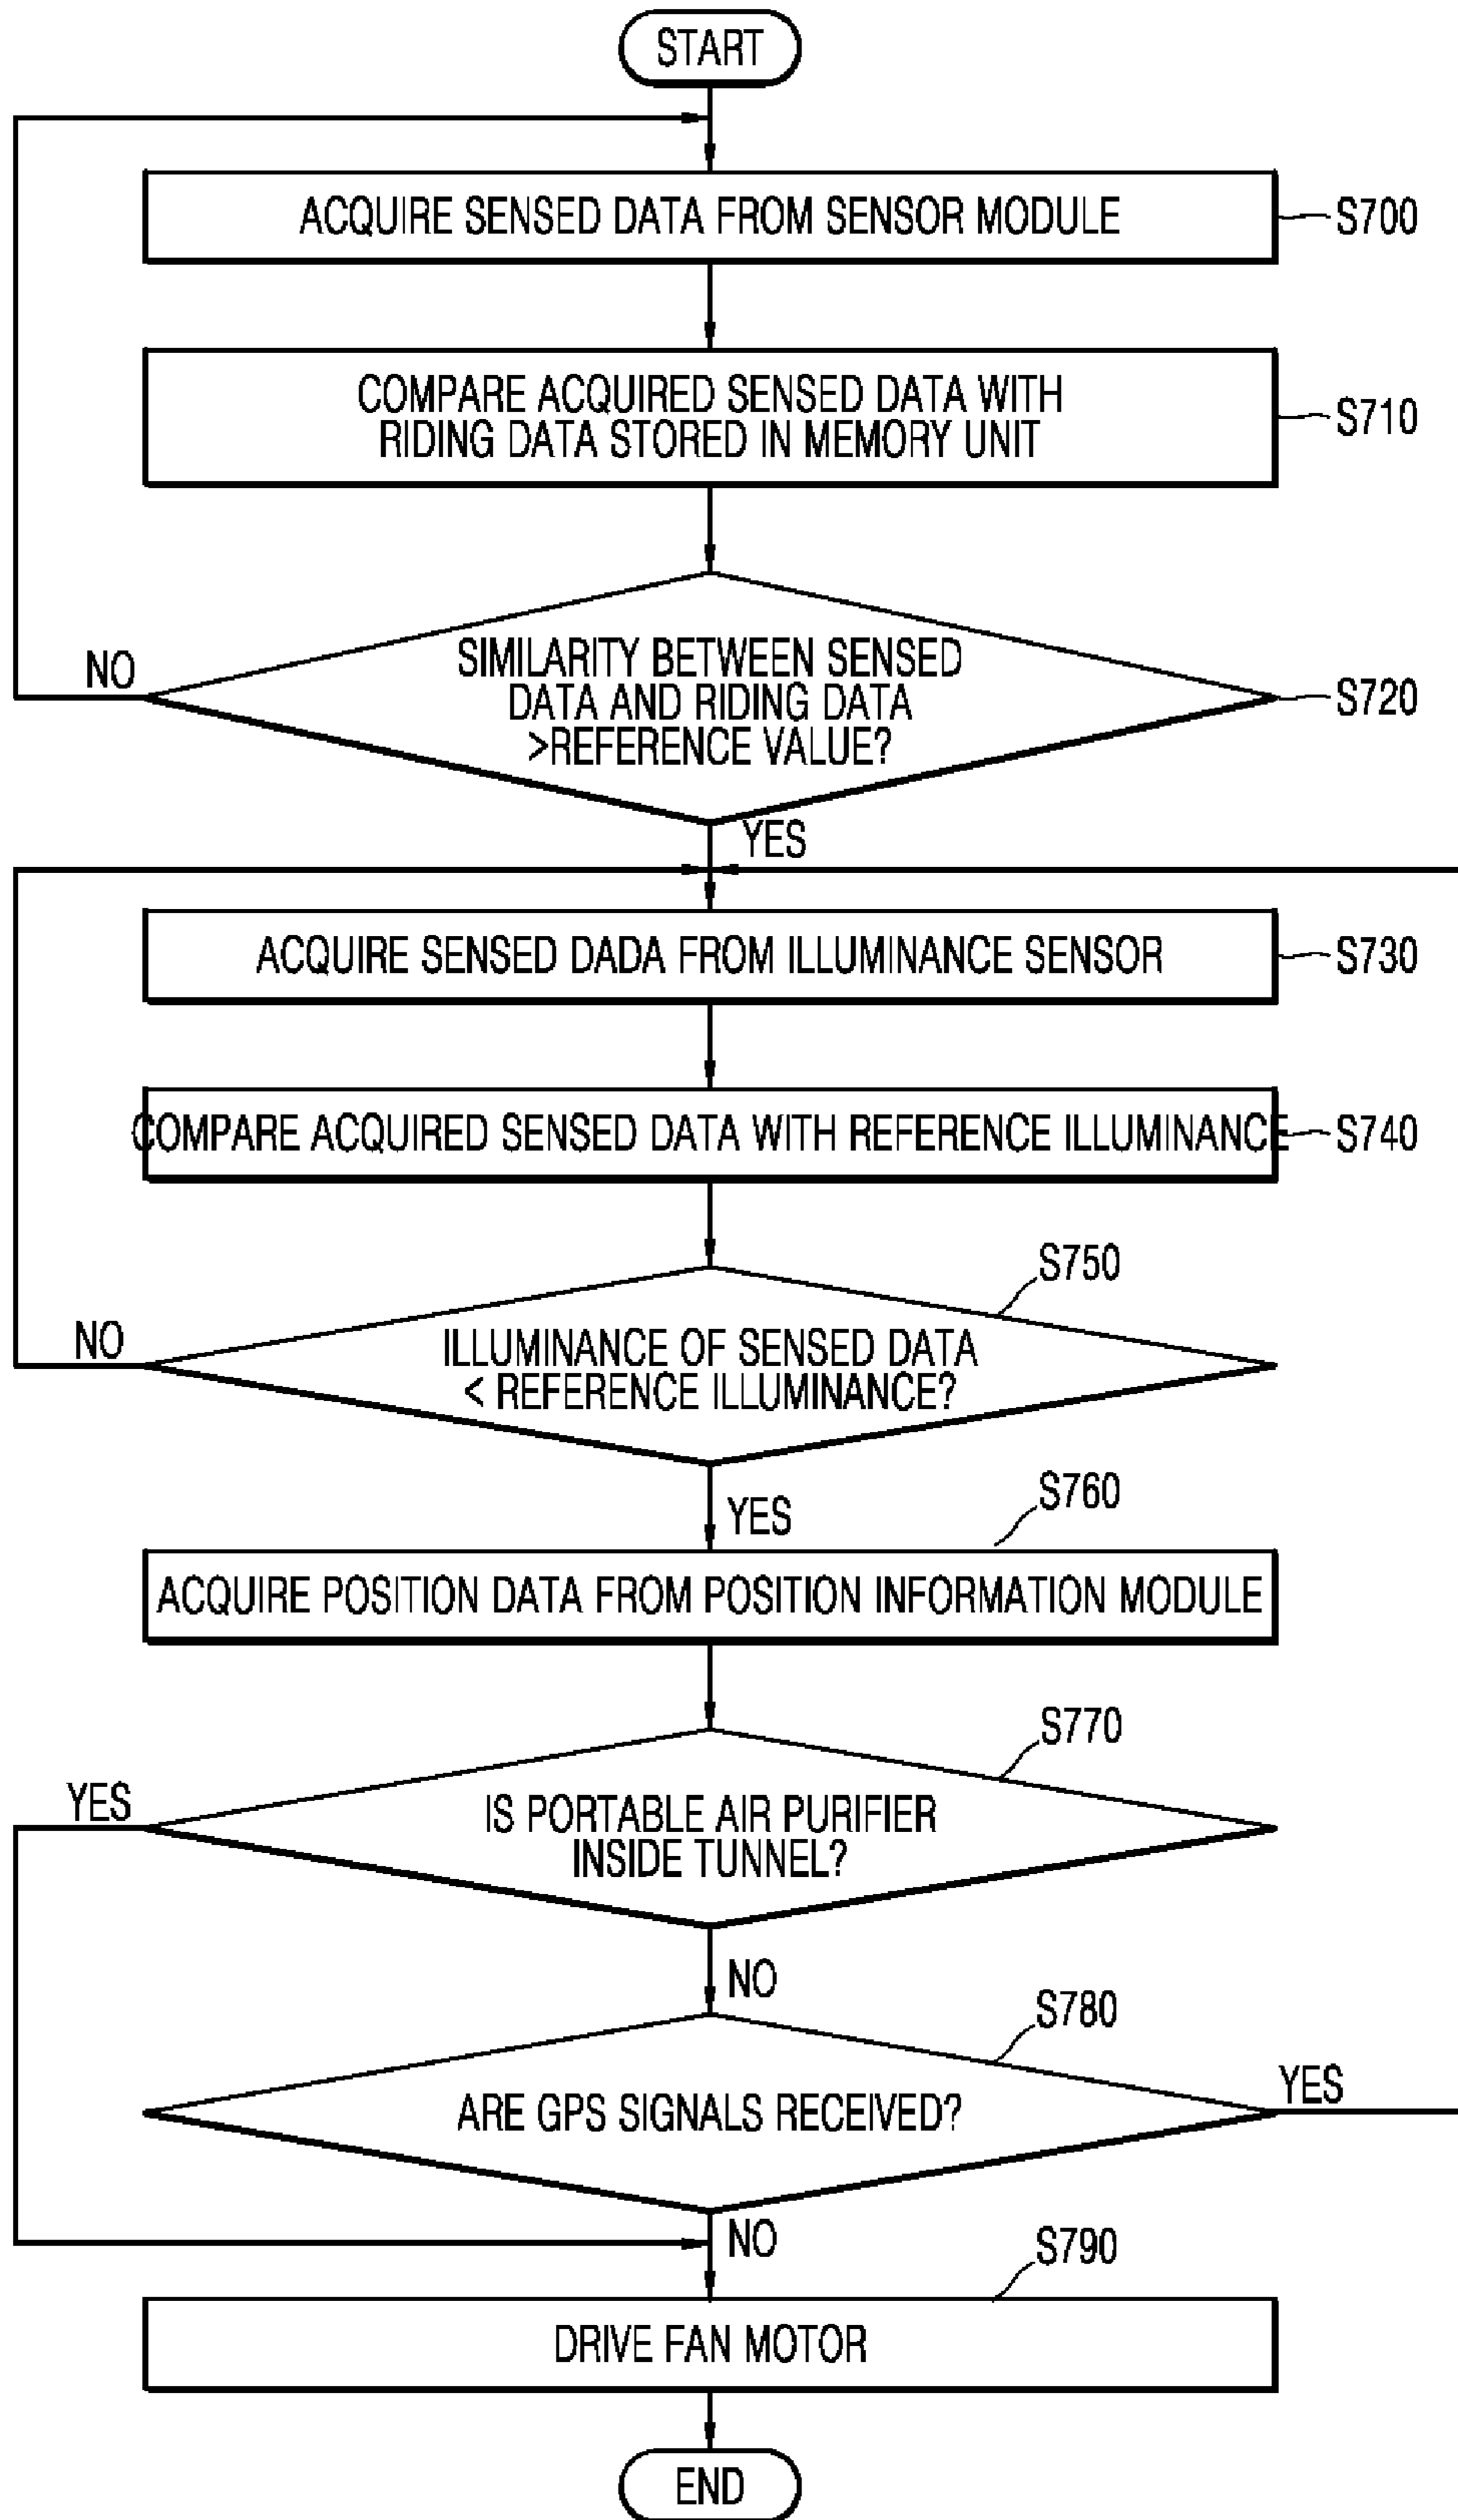 START
ACQUIRE SENSED DATA FROM SENSOR MODULE
S700
COMPARE ACQUIRED SENSED DATA WITH
RIDING DATA STORED IN MEMORY UNIT
S710
NO
SIMILARITY BETWEEN SENSED
DATA AND RIDING DATA
>REFERENCE VALUE?
S720
YES
ACQUIRE SENSED DADA FROM ILLUMINANCE SENSOR
S730
COMPARE ACQUIRED SENSED DATA WITH REFERENCE ILLUMINANCE
S740
S750
NO
ILLUMINANCE OF SENSED DATA
< REFERENCE ILLUMINANCE?
YES
S760
ACQUIRE POSITION DATA FROM POSITION INFORMATION MODULE
S770
YES
IS PORTABLE AIR PURIFIER
INSIDE TUNNEL?
NO
S780
ARE GPS SIGNALS RECEIVED?
YES
NO
S790
DRIVE FAN MOTOR
END